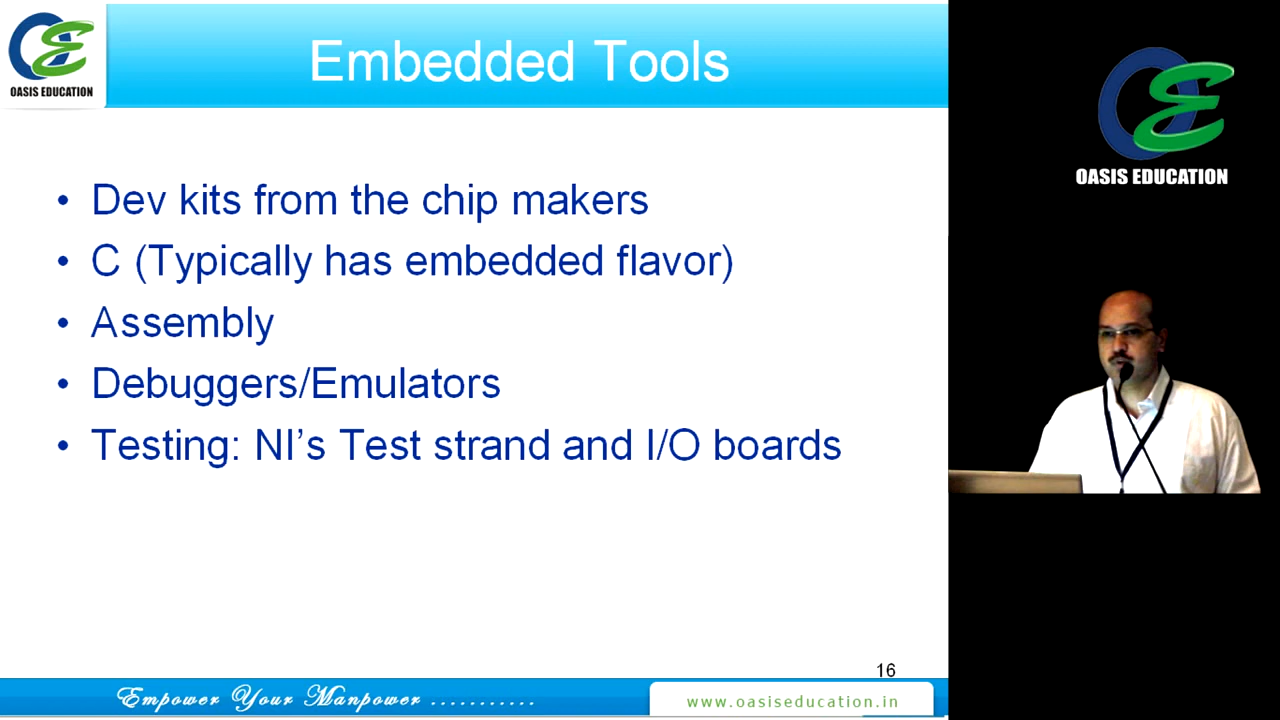 OASIS EDUCATION
Embedded Tools
• Dev kits from the chip makers
• C (Typically has embedded flavor)
• Assembly
• Debuggers/Emulators
• Testing: NI’s Test strand and I/O boards
16
Empower Your Manpower ...........
www.oasiseducation.in
OASIS EDUCATION